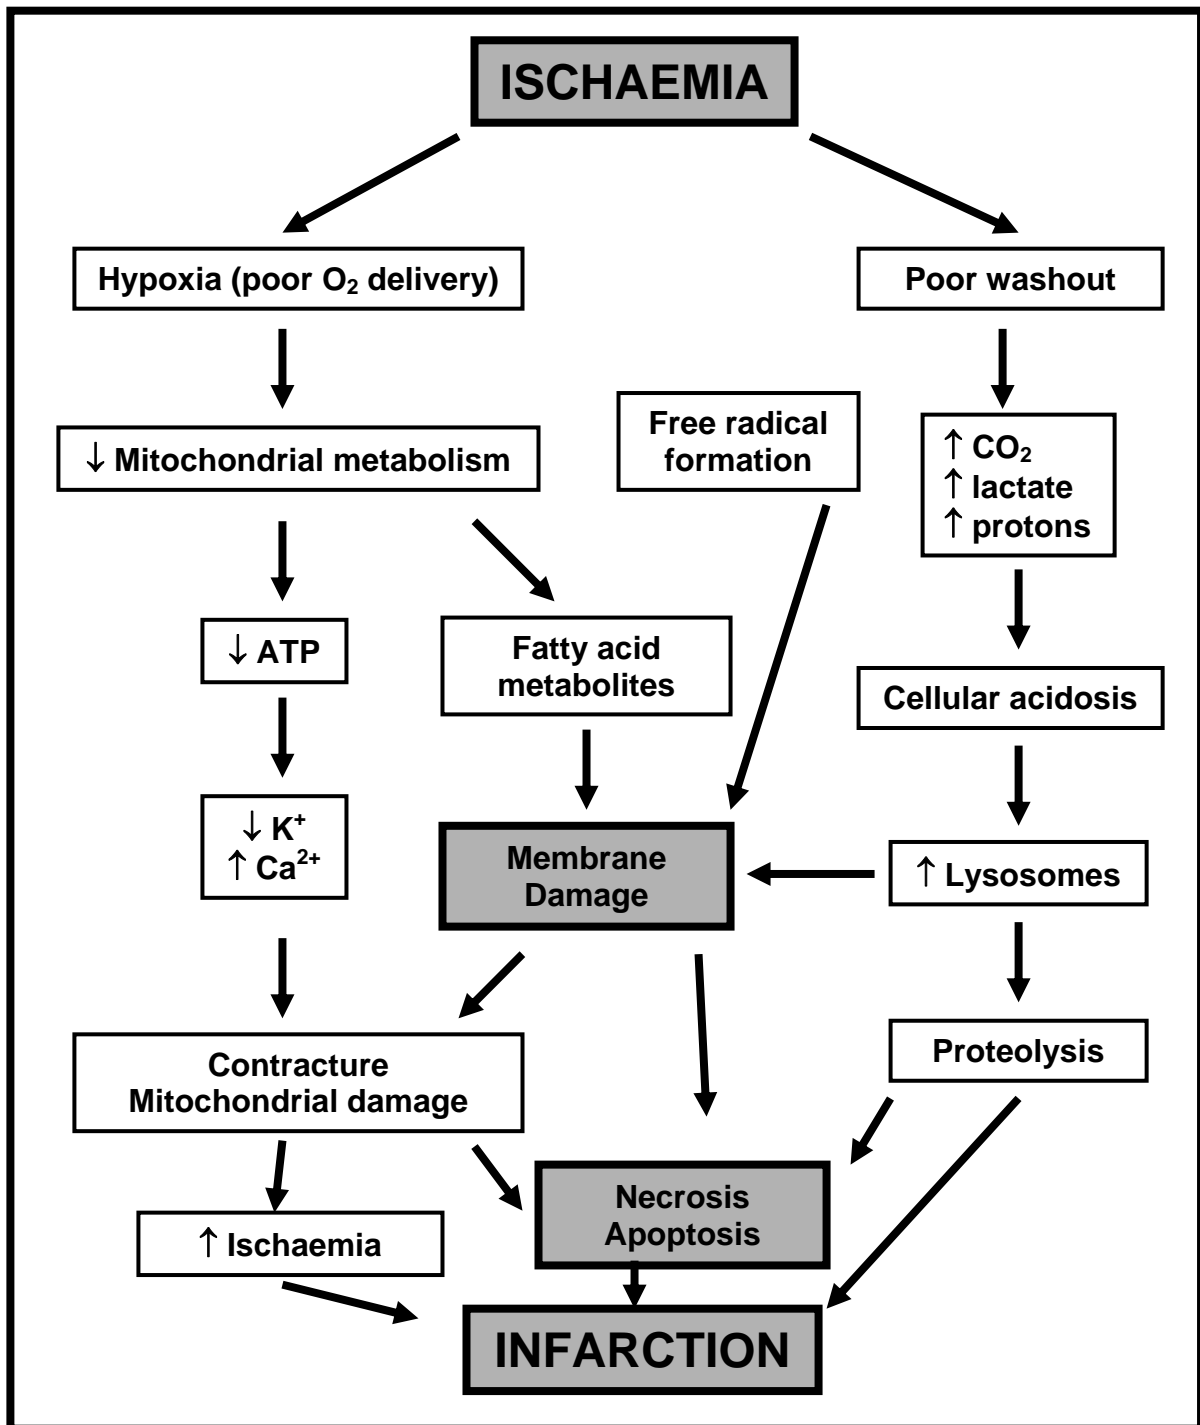 ISCHAEMIA
Hypoxia (poor O₂ delivery)
Poor washout
↓ Mitochondrial metabolism
Free radical
formation
↑ CO₂
↑ lactate
↑ protons
↓ ATP
Fatty acid
metabolites
Cellular acidosis
↓ K⁺
↑ Ca²⁺
Membrane
Damage
↑ Lysosomes
Contracture
Mitochondrial damage
Proteolysis
↑ Ischaemia
Necrosis
Apoptosis
INFARCTION